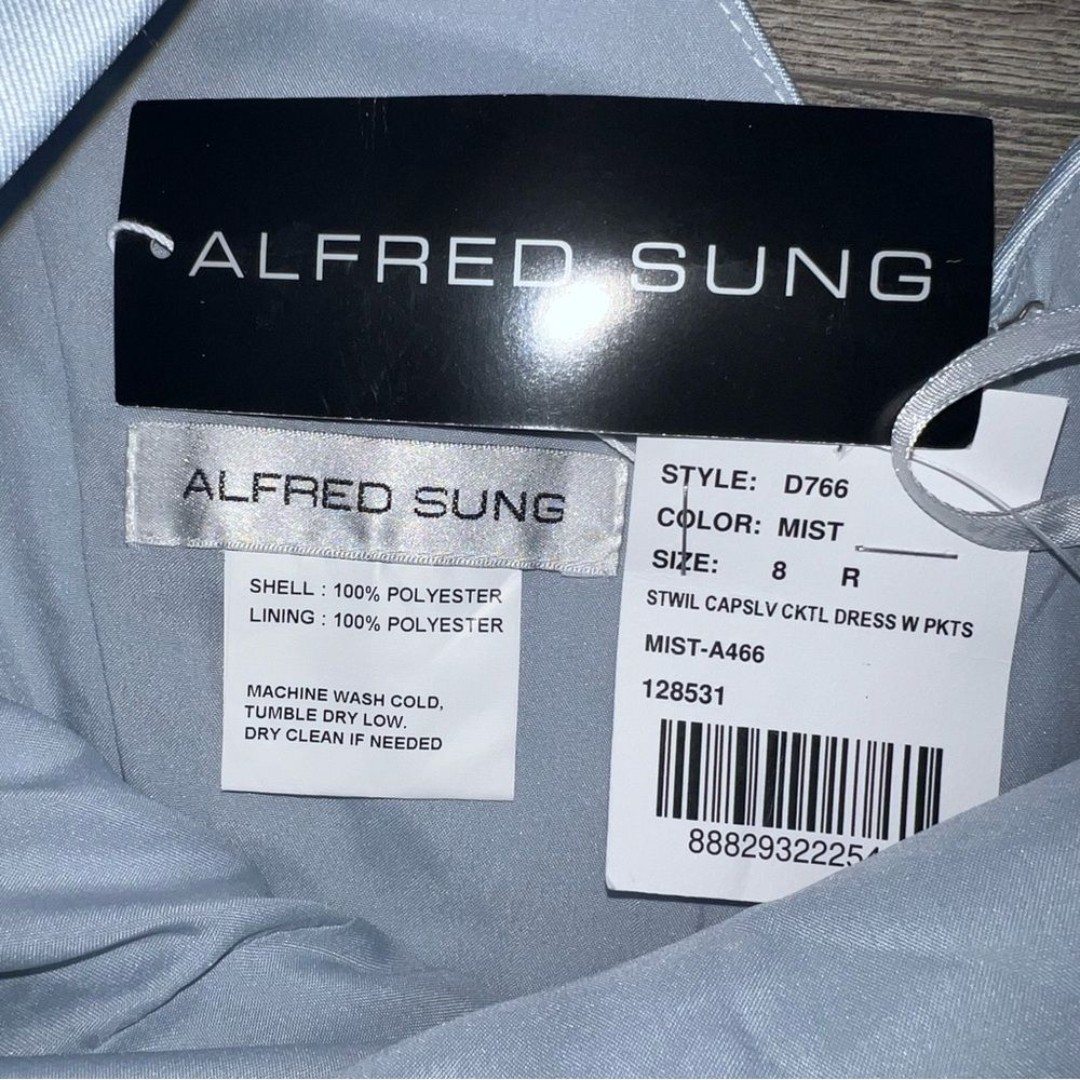 ALFRED SUNG
ALFRED SUNG
SHELL : 100% POLYESTER
LINING : 100% POLYESTER
MACHINE WASH COLD,
TUMBLE DRY LOW.
DRY CLEAN IF NEEDED
STYLE: D766
COLOR: MIST
SIZE: 8 R
STWIL CAPSLV CKTL DRESS W PKTS
MIST-A466
128531
8882932225